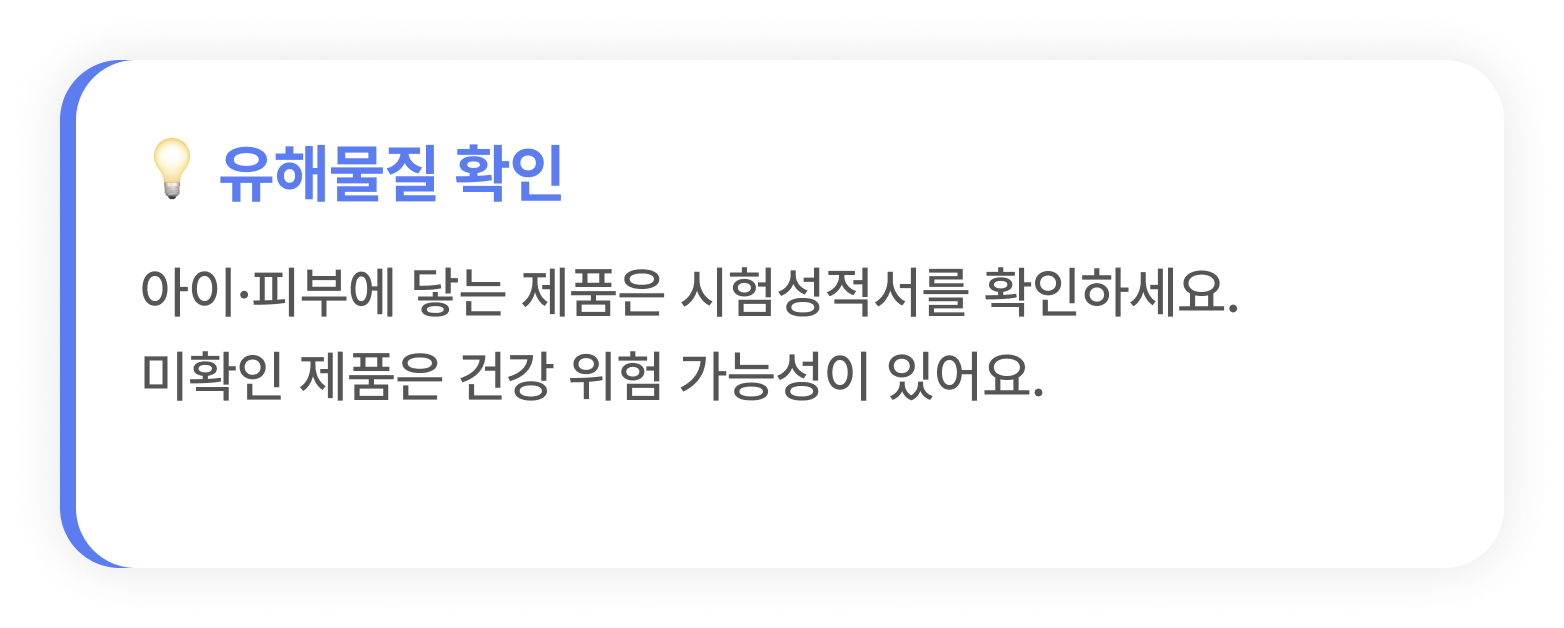 💡 유해물질 확인
아이·피부에 닿는 제품은 시험성적서를 확인하세요.
미확인 제품은 건강 위험 가능성이 있어요.